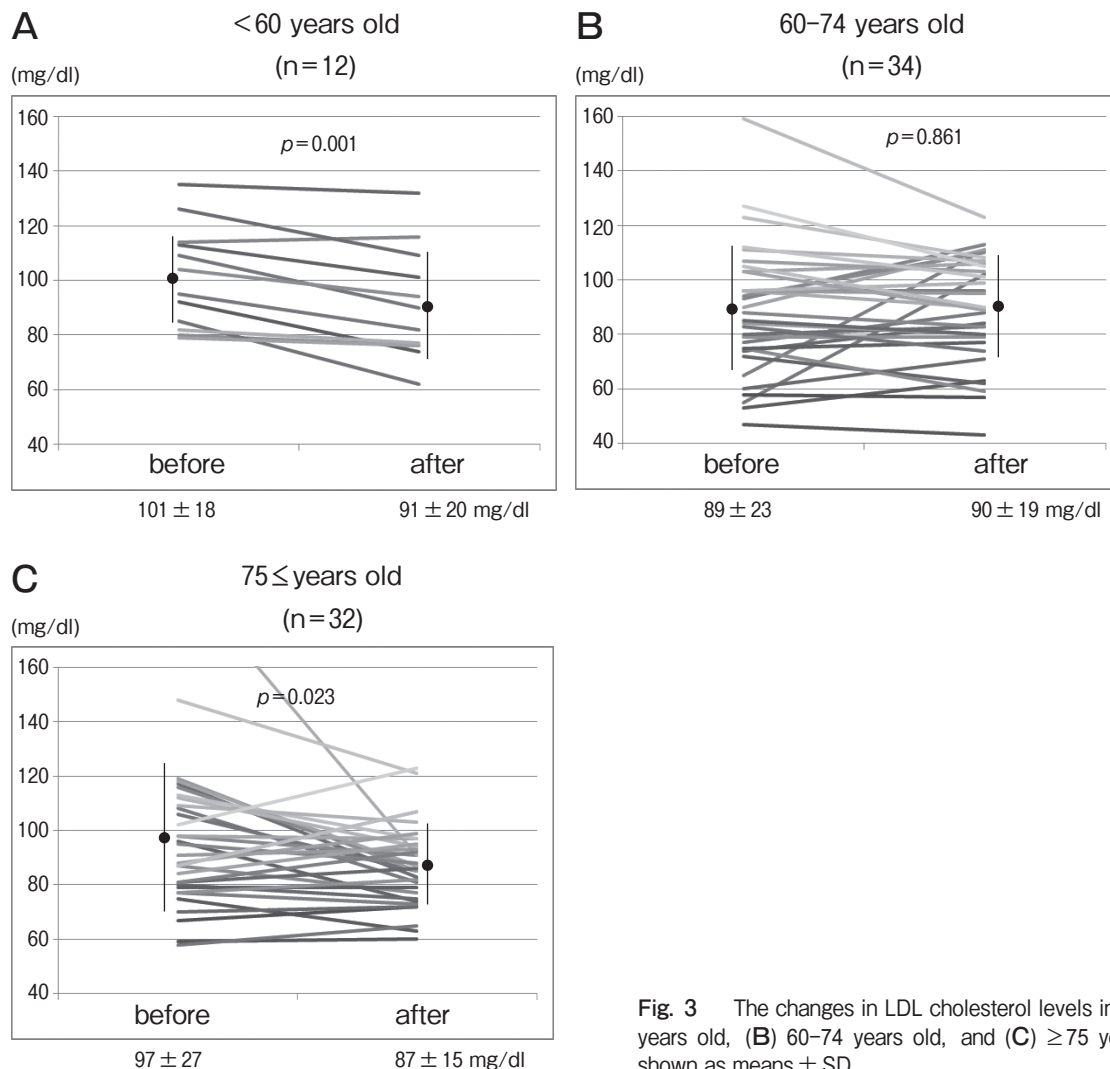 A
<60 years old
(n=12)
(mg/dl)
160
140
120
100
80
60
40
p=0.001
before
after
101±18
91±20 mg/dl
B
60–74 years old
(n=34)
(mg/dl)
160
140
120
100
80
60
40
p=0.861
before
after
89±23
90±19 mg/dl
C
75≤years old
(n=32)
(mg/dl)
160
140
120
100
80
60
40
p=0.023
before
after
97±27
87±15 mg/dl
Fig. 3 The changes in LDL cholesterol levels in
years old, (B) 60–74 years old, and (C) ≥75 ye
shown as means ± SD